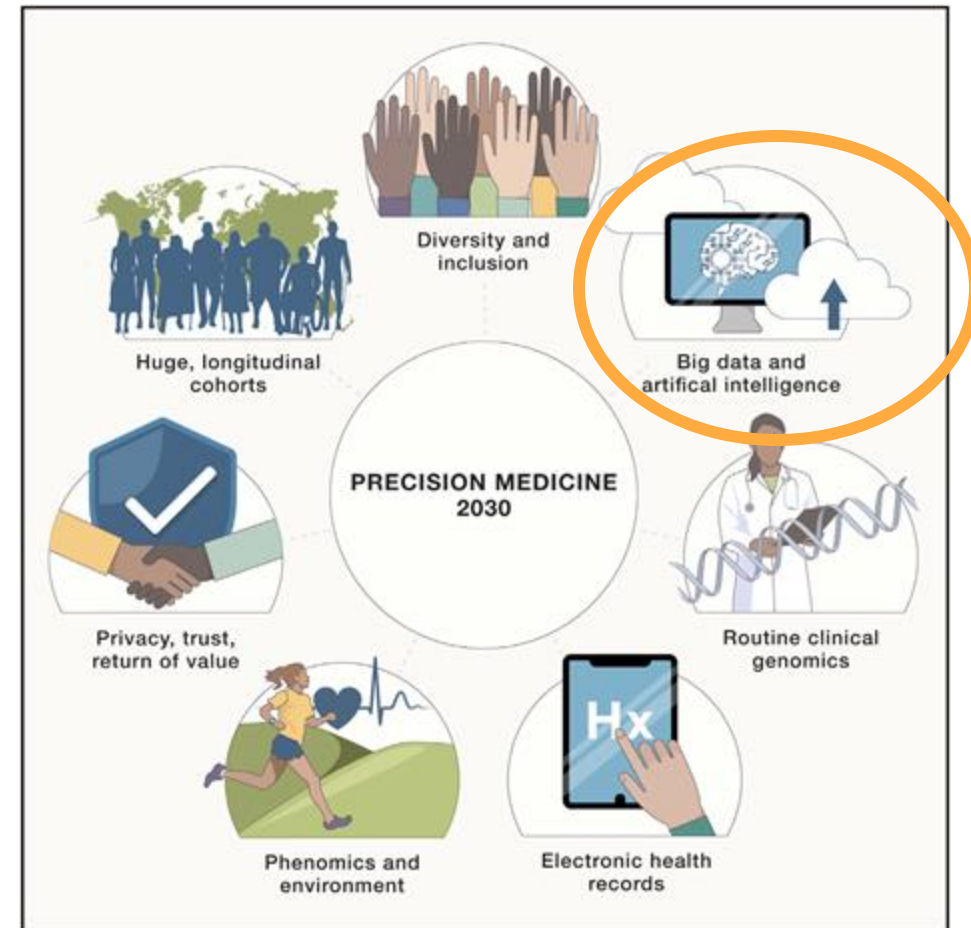 Diversity and
inclusion
Big data and
artifical intelligence
Routine clinical
genomics
Hx
Electronic health
records
Phenomics and
environment
Privacy, trust,
return of value
Huge, longitudinal
cohorts
PRECISION MEDICINE
2030